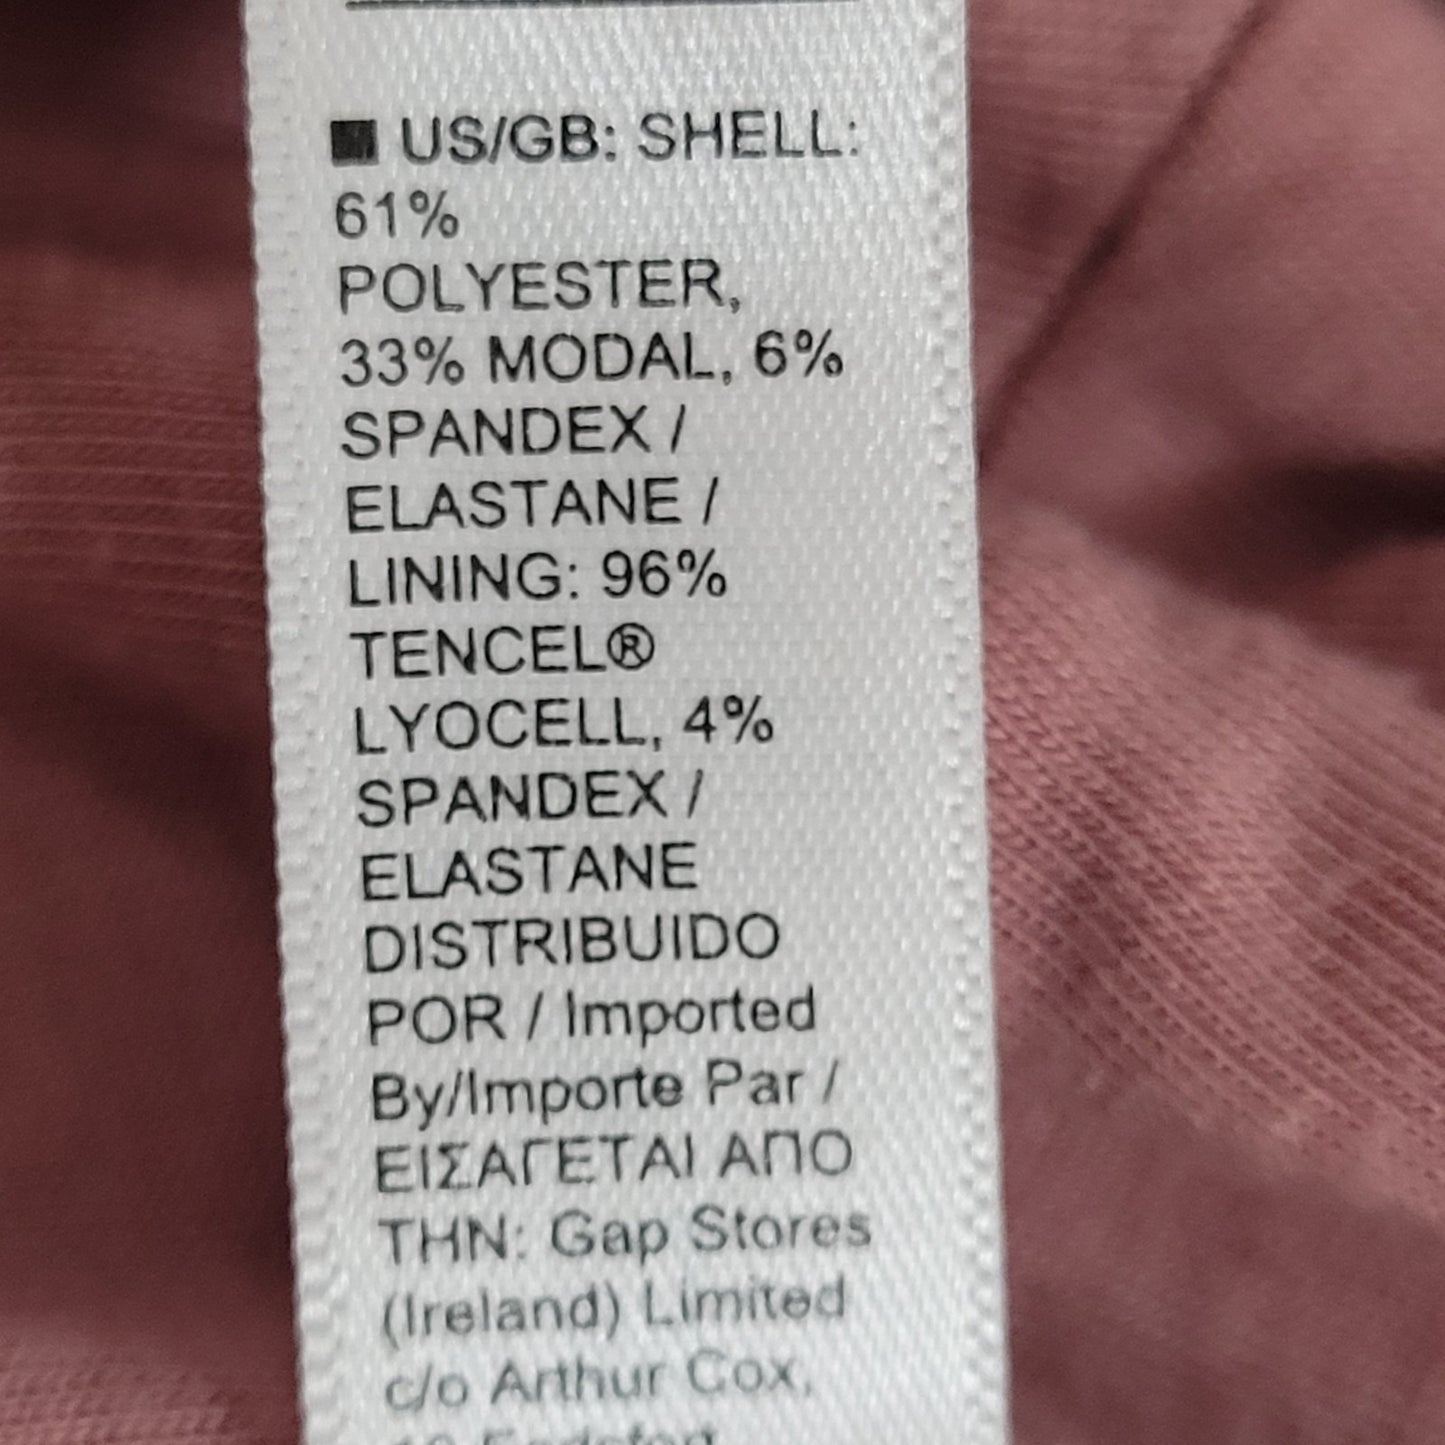 ■ US/GB: SHELL:
61%
POLYESTER,
33% MODAL, 6%
SPANDEX /
ELASTANE /
LINING: 96%
TENCEL®
LYOCELL, 4%
SPANDEX /
ELASTANE
DISTRIBUIDO
POR / Imported
By/Importe Par /
ΕΙΣΑΓΕΤΑΙ ΑΠΟ
ΤΗΝ: Gap Stores
(Ireland) Limited
c/o Arthur Cox,